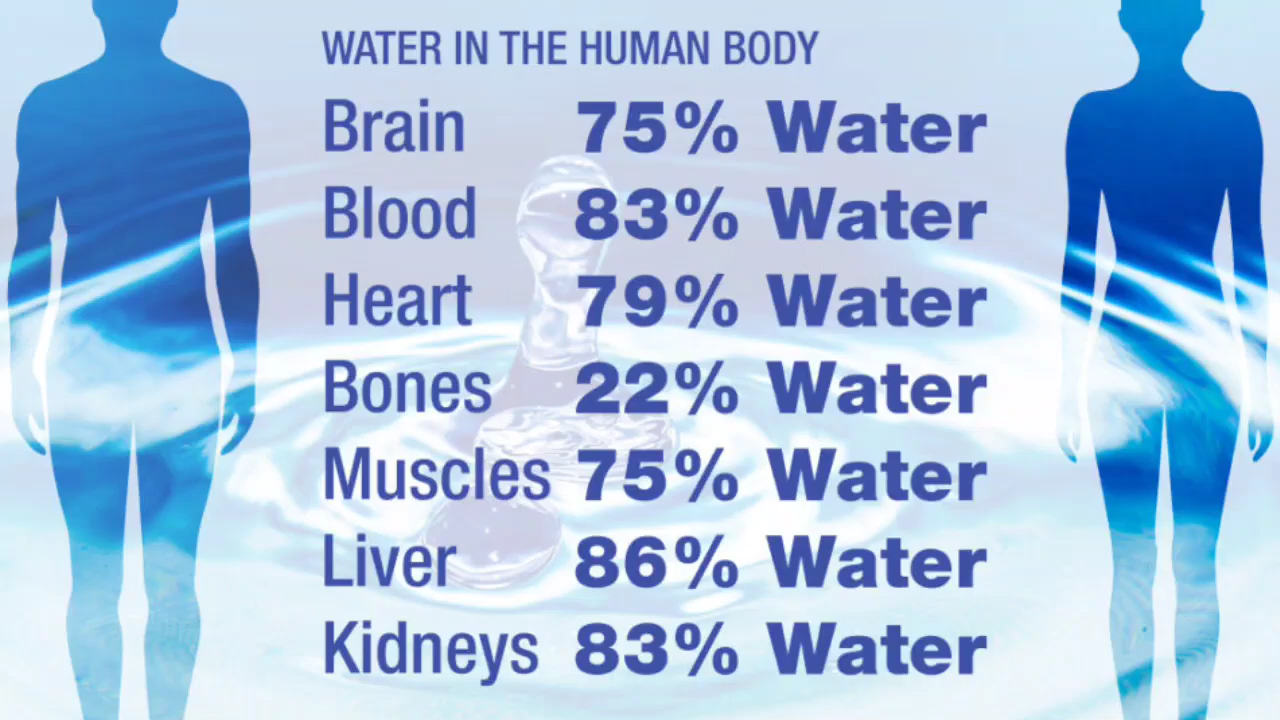 WATER IN THE HUMAN BODY
Brain 75% Water
Blood 83% Water
Heart 79% Water
Bones 22% Water
Muscles 75% Water
Liver 86% Water
Kidneys 83% Water